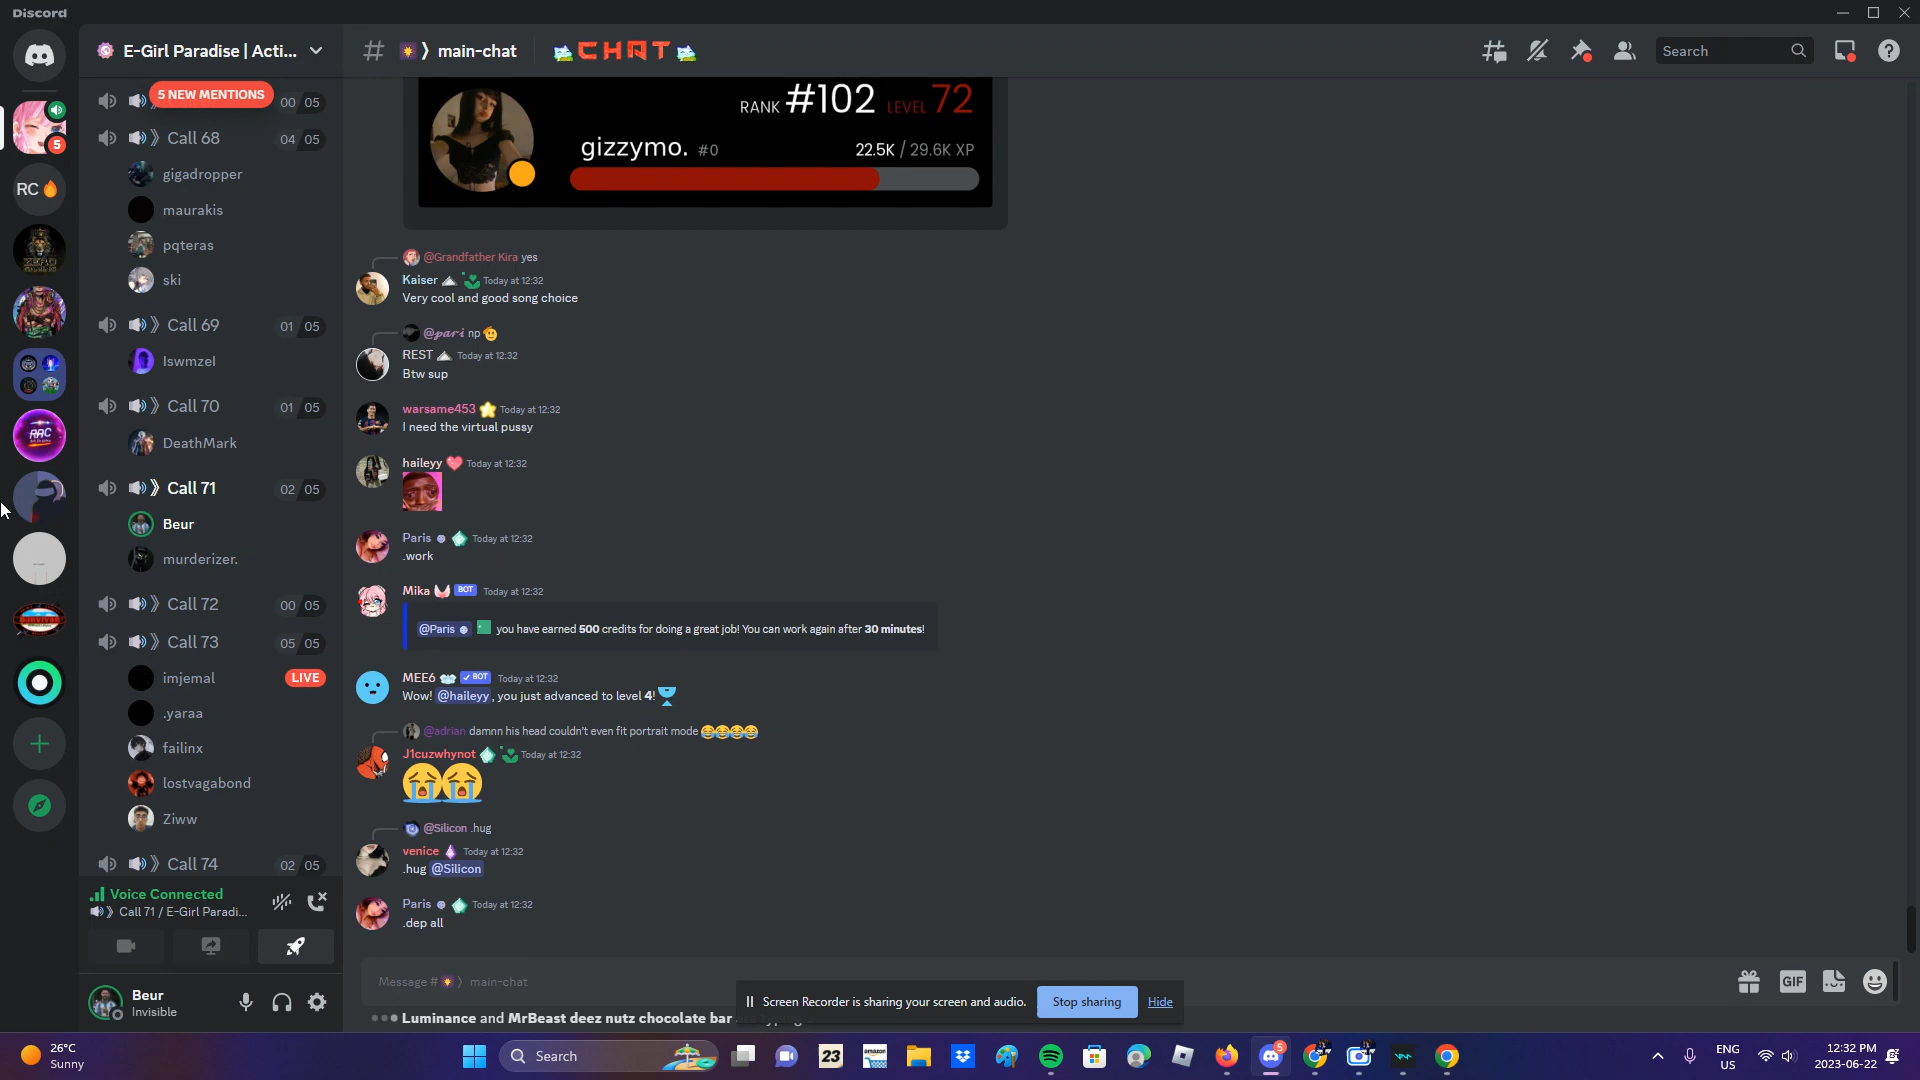 Discord
E-Girl Paradise | Acti...
main-chat
CHAT
Search
5 NEW MENTIONS
00 05
Call 68
04 05
gigadropper
maurakis
pqteras
ski
Call 69
01 05
Iswmzel
Call 70
01 05
DeathMark
Call 71
02 05
Beur
murderizer.
Call 72
00 05
Call 73
05 05
imjemal
LIVE
.yaraa
failinx
lostvagabond
Ziww
Call 74
02 05
Voice Connected
Call 71 / E-Girl Paradi...
Beur
Invisible
RC
ZERO
RAC
SURVIVOR
5
RANK #102 LEVEL 72
gizzymo. #0
22.5K / 29.6K XP
@Grandfather Kira yes
Kaiser Today at 12:32
Very cool and good song choice
@pari np
REST Today at 12:32
Btw sup
warsame453 Today at 12:32
I need the virtual pussy
haileyy Today at 12:32
Paris Today at 12:32
.work
Mika BOT Today at 12:32
@Paris you have earned 500 credits for doing a great job! You can work again after 30 minutes!
MEE6 BOT Today at 12:32
Wow! @haileyy, you just advanced to level 4!
@adrian damnn his head couldn't even fit portrait mode
J1cuzwhynot Today at 12:32
@Silicon .hug
venice Today at 12:32
.hug @Silicon
Paris Today at 12:32
.dep all
Message # main-chat
GIF
Screen Recorder is sharing your screen and audio.
Stop sharing
Hide
Luminance and MrBeast deez nutz chocolate bar
26°C
Sunny
Search
23
amazon
5
ENG
US
12:32 PM
2023-06-22